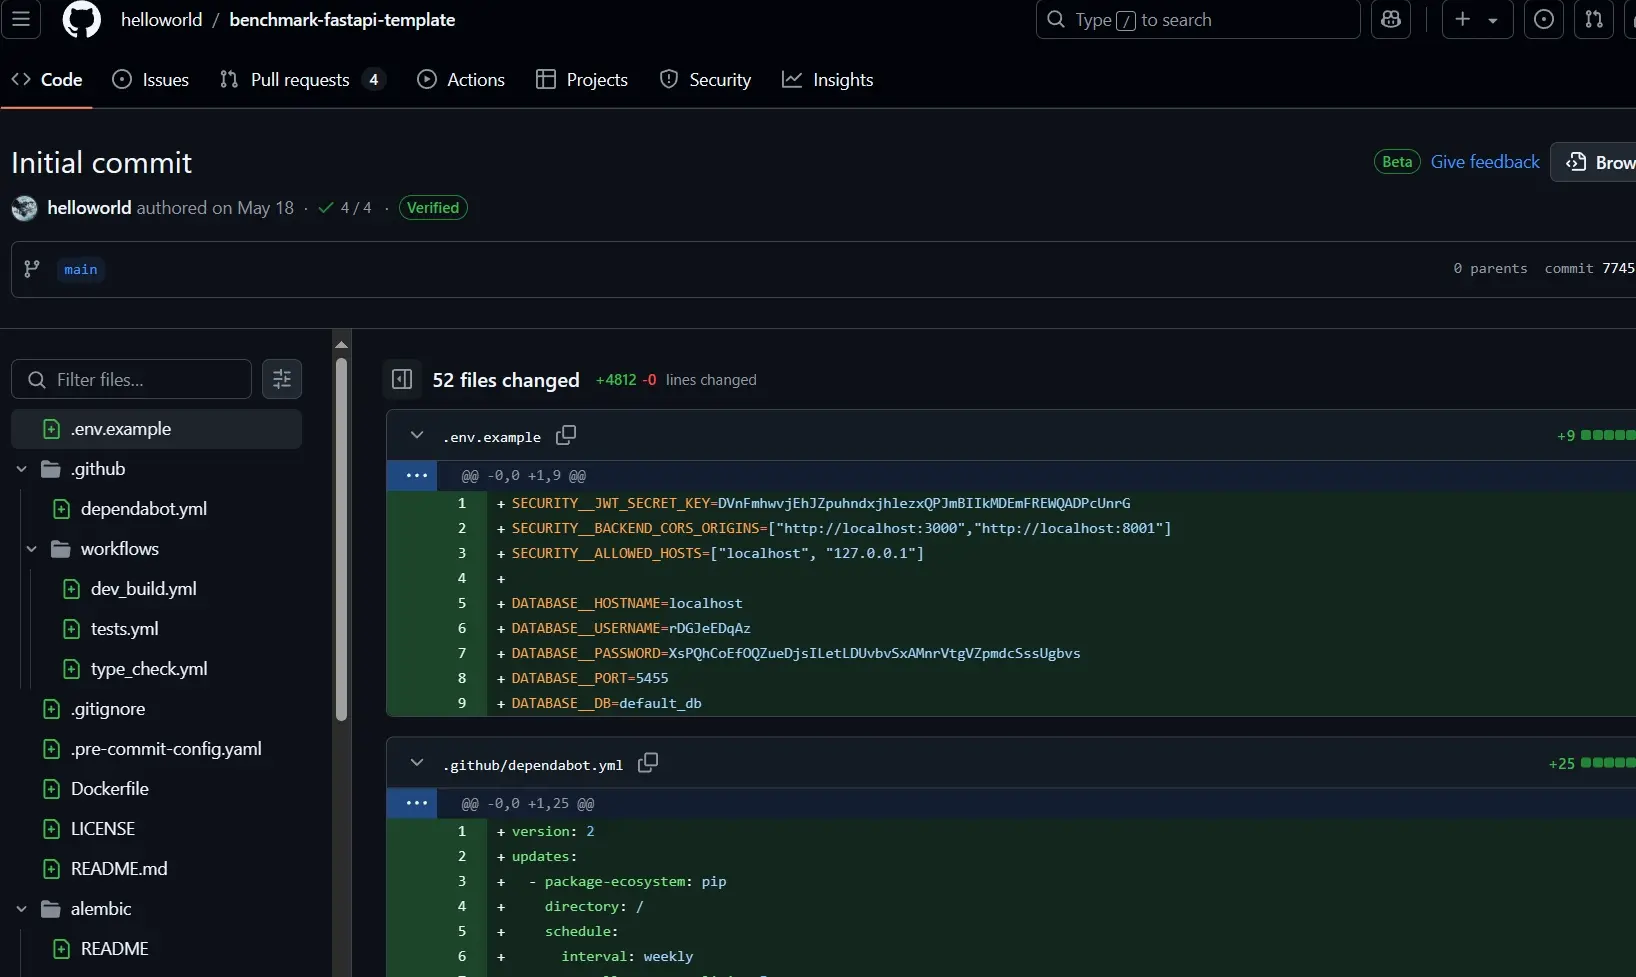 helloworld / benchmark-fastapi-template
Type / to search
Code
Issues
Pull requests 4
Actions
Projects
Security
Insights
Initial commit
Beta
Give feedback
Brow
helloworld authored on May 18 · 4 / 4 · Verified
main
0 parents commit 7745
Filter files...
.env.example
.github
dependabot.yml
workflows
dev_build.yml
tests.yml
type_check.yml
.gitignore
.pre-commit-config.yaml
Dockerfile
LICENSE
README.md
alembic
README
52 files changed +4812 -0 lines changed
.env.example
+9
@@ -0,0 +1,9 @@
1 + SECURITY__JWT_SECRET_KEY=DVnFmhwvjEhJZpuhndxjhlezxQPJmBIIkMDEmFREWQADPcUnrG
2 + SECURITY__BACKEND_CORS_ORIGINS=["http://localhost:3000","http://localhost:8001"]
3 + SECURITY__ALLOWED_HOSTS=["localhost", "127.0.0.1"]
4 +
5 + DATABASE__HOSTNAME=localhost
6 + DATABASE__USERNAME=rDGJeEDqAz
7 + DATABASE__PASSWORD=XsPQhCoEfOQZueDjsILetLDUvbvSxAMnrVtgVZpmdcSssUgbvs
8 + DATABASE__PORT=5455
9 + DATABASE__DB=default_db
.github/dependabot.yml
+25
@@ -0,0 +1,25 @@
1 + version: 2
2 + updates:
3 + - package-ecosystem: pip
4 + directory: /
5 + schedule:
6 + interval: weekly